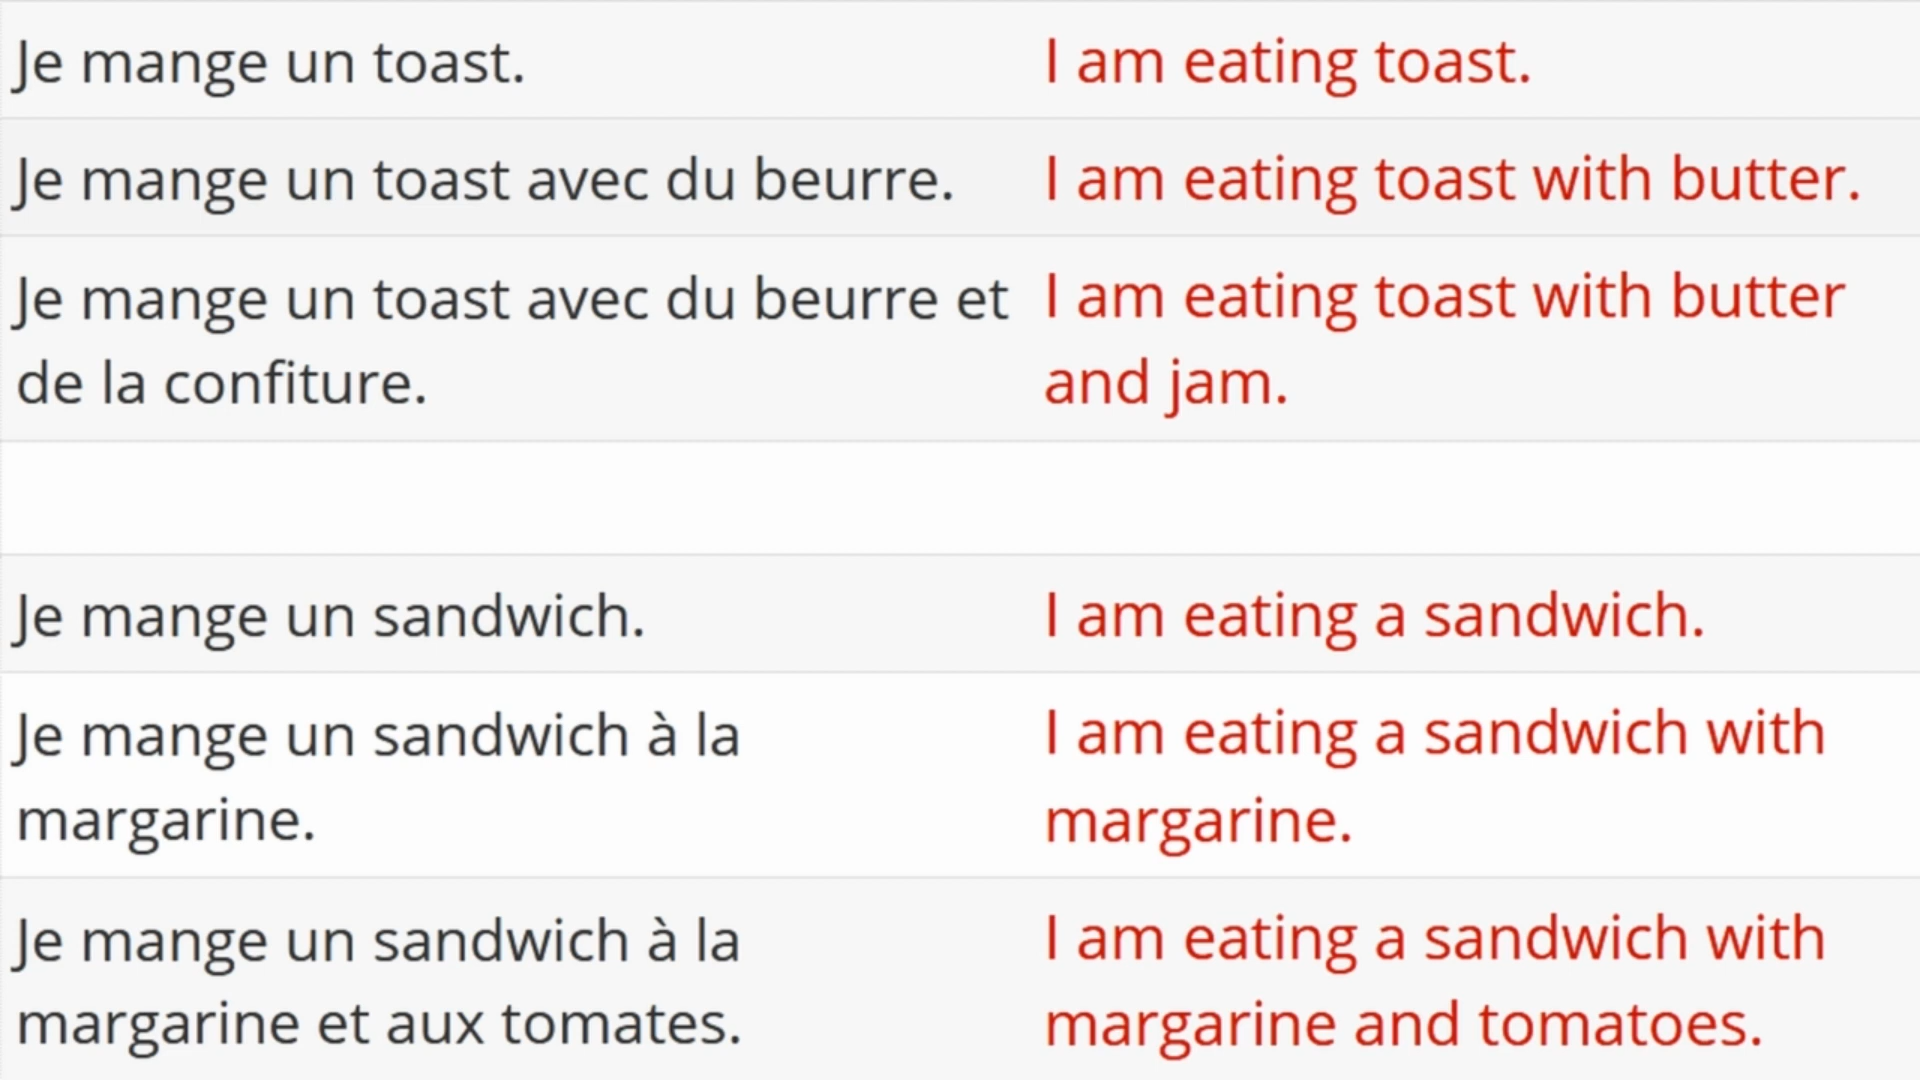 Je mange un toast. I am eating toast.
Je mange un toast avec du beurre. I am eating toast with butter.
Je mange un toast avec du beurre et I am eating toast with butter
de la confiture. and jam.
Je mange un sandwich. I am eating a sandwich.
Je mange un sandwich à la I am eating a sandwich with
margarine. margarine.
Je mange un sandwich à la I am eating a sandwich with
margarine et aux tomates. margarine and tomatoes.